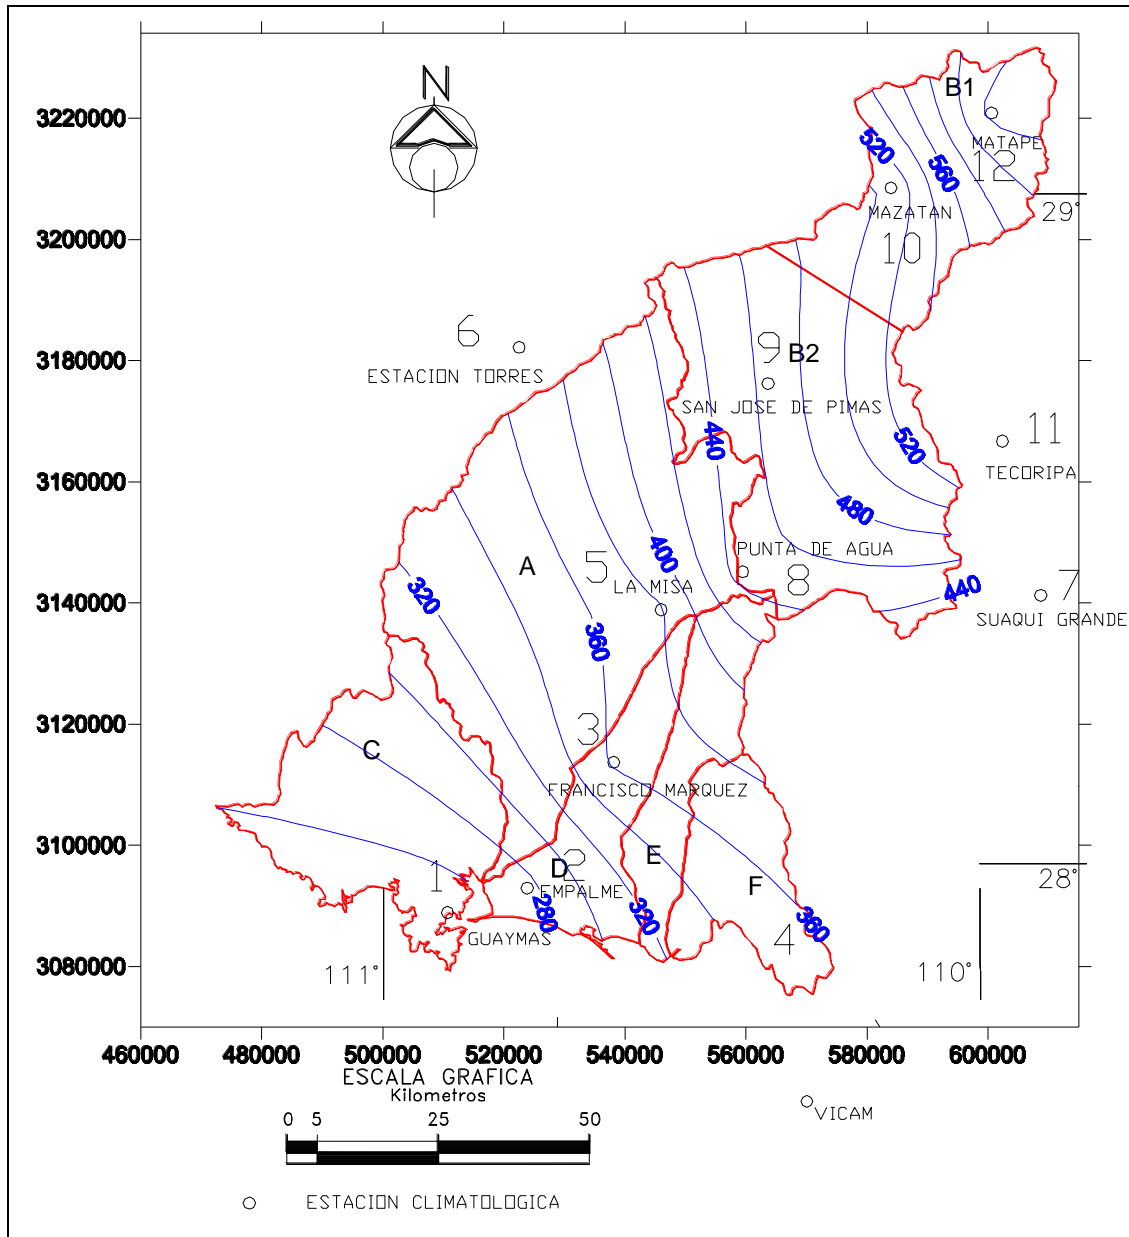 N
B1
3220000
MATAPE
520
12
560
MAZATAN
29°
3200000
10
6
9
B2
3180000
ESTACION TORRES
SAN JOSE DE PIMAS
440
520
11
TECORIPA
3160000
480
400
PUNTA DE AGUA
A
5
LA MISA
8
7
440
320
3140000
SUAQUI GRANDE
360
3120000
3
C
FRANCISCO MARQUEZ
3100000
D
2
E
1
28°
EMPALME
F
280
320
360
GUAYMAS
4
3080000
111°
110°
460000 480000 500000 520000 540000 560000 580000 600000
ESCALA GRAFICA
Kilometros
VICAM
0 5 25 50
ESTACION CLIMATOLOGICA